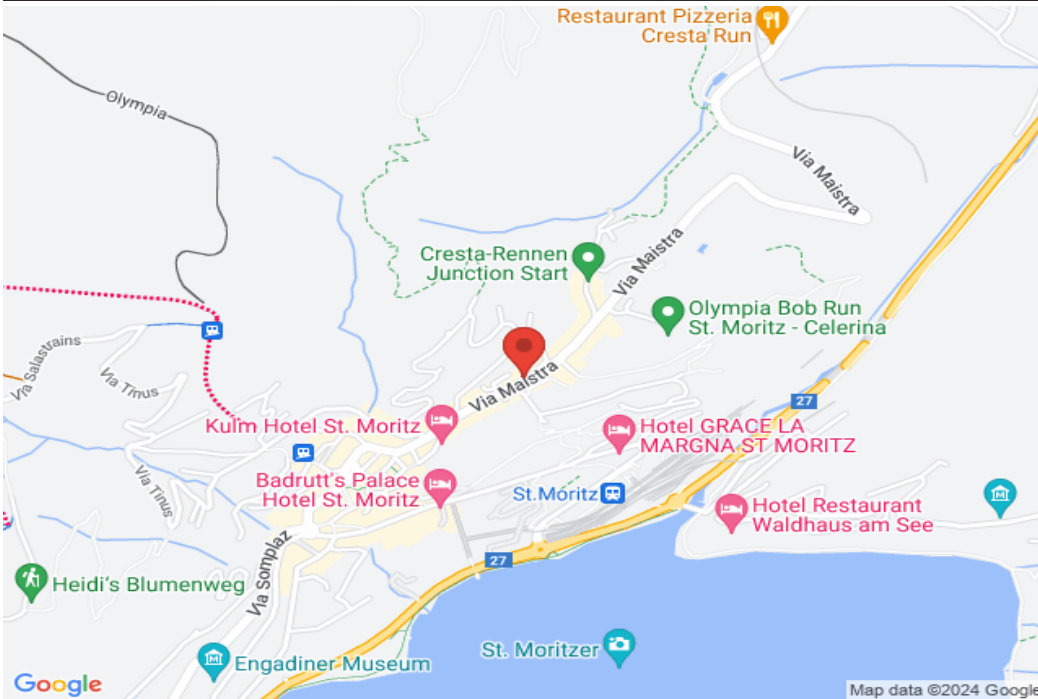 Restaurant Pizzeria
Cresta Run
Olympia
Via Maistra
Cresta-Rennen
Junction Start
Via Maistra
Olympia Bob Run
St. Moritz - Celerina
Via Salastrains
Via Tinus
Via Maistra
27
Kulm Hotel St. Moritz
Hotel GRACE LA
MARGNA ST MORITZ
Via Tinus
Badrutt's Palace
Hotel St. Moritz
St.Moritz
Hotel Restaurant
Waldhaus am See
27
Via Somplaz
Heidi's Blumenweg
St. Moritzer
Engadiner Museum
Google
Map data ©2024 Google